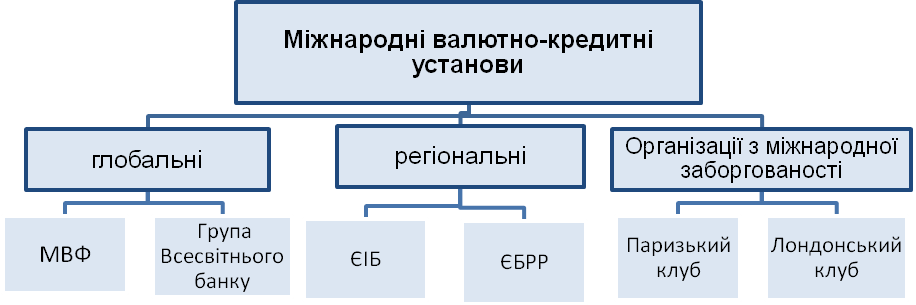 Міжнародні валютно-кредитні
установи
глобальні
регіональні
Організації з міжнародної
заборгованості
МВФ
Група
Всесвітнього
банку
ЄІБ
ЄБРР
Паризький
клуб
Лондонський
клуб